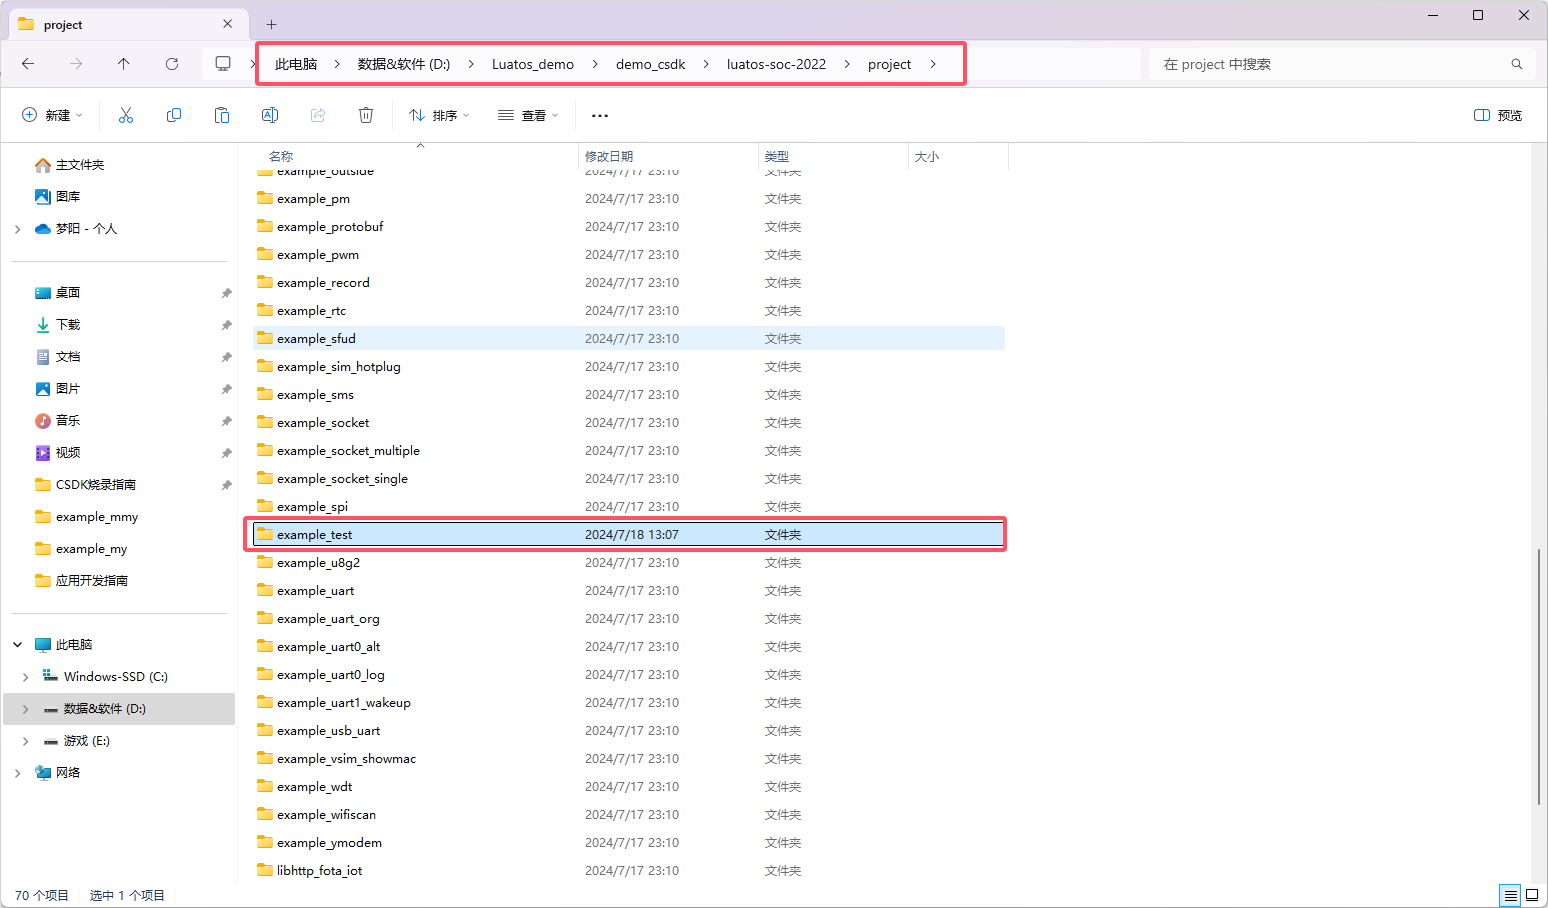 project
此电脑 > 数据&软件 (D:) > Luatos_demo > demo_csdk > luatos-soc-2022 > project >
在 project 中搜索
新建
排序
查看
预览
主文件夹
图库
梦阳 - 个人
桌面
下载
文档
图片
音乐
视频
CSDK烧录指南
example_mmy
example_my
应用开发指南
此电脑
Windows-SSD (C:)
数据&软件 (D:)
游戏 (E:)
网络
名称 修改日期 类型 大小
example_outside 2024/7/17 23:10 文件夹
example_pm 2024/7/17 23:10 文件夹
example_protobuf 2024/7/17 23:10 文件夹
example_pwm 2024/7/17 23:10 文件夹
example_record 2024/7/17 23:10 文件夹
example_rtc 2024/7/17 23:10 文件夹
example_sfud 2024/7/17 23:10 文件夹
example_sim_hotplug 2024/7/17 23:10 文件夹
example_sms 2024/7/17 23:10 文件夹
example_socket 2024/7/17 23:10 文件夹
example_socket_multiple 2024/7/17 23:10 文件夹
example_socket_single 2024/7/17 23:10 文件夹
example_spi 2024/7/17 23:10 文件夹
example_test 2024/7/18 13:07 文件夹
example_u8g2 2024/7/17 23:10 文件夹
example_uart 2024/7/17 23:10 文件夹
example_uart_org 2024/7/17 23:10 文件夹
example_uart0_alt 2024/7/17 23:10 文件夹
example_uart0_log 2024/7/17 23:10 文件夹
example_uart1_wakeup 2024/7/17 23:10 文件夹
example_usb_uart 2024/7/17 23:10 文件夹
example_vsim_showmac 2024/7/17 23:10 文件夹
example_wdt 2024/7/17 23:10 文件夹
example_wifiscan 2024/7/17 23:10 文件夹
example_ymodem 2024/7/17 23:10 文件夹
libhttp_fota_iot 2024/7/17 23:10 文件夹
70 个项目 选中 1 个项目